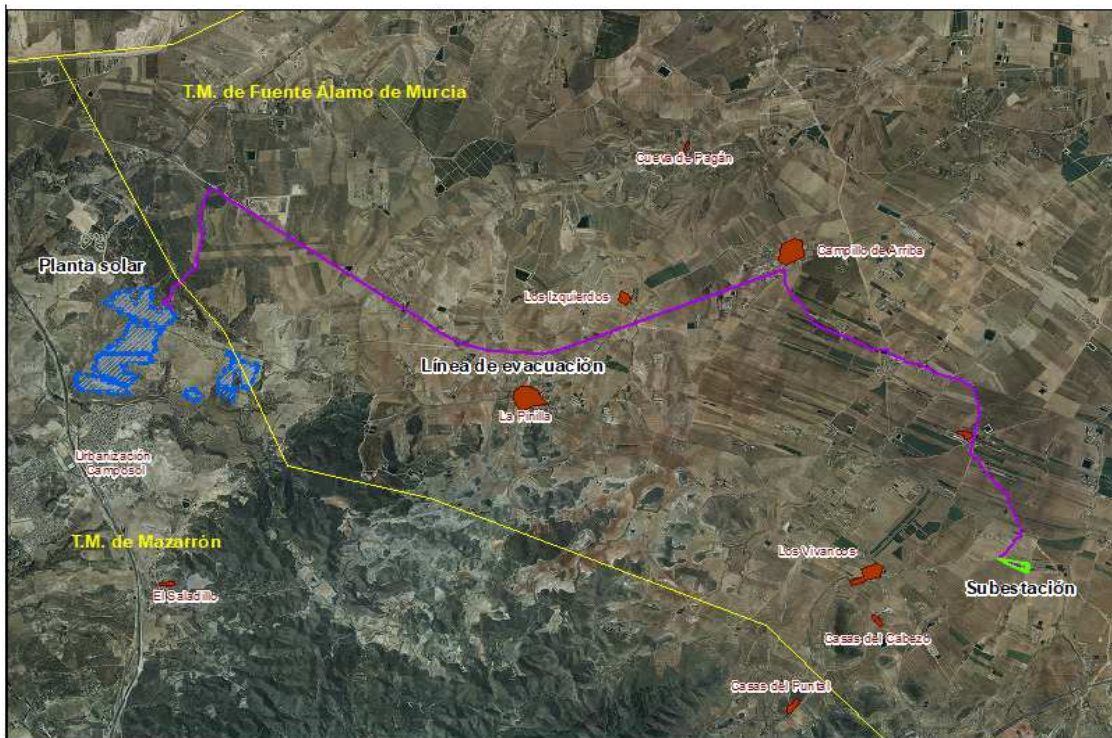 T.M. de Fuente Álamo de Murcia
Cueva de Pagán
Campillo de Arriba
Planta solar
Los Izquierdos
Línea de evacuación
La Pinilla
Urbanización
Camposol
T.M. de Mazarrón
Los Vivancos
El Saladillo
Subestación
Casas del Cabezo
Casas del Puntal